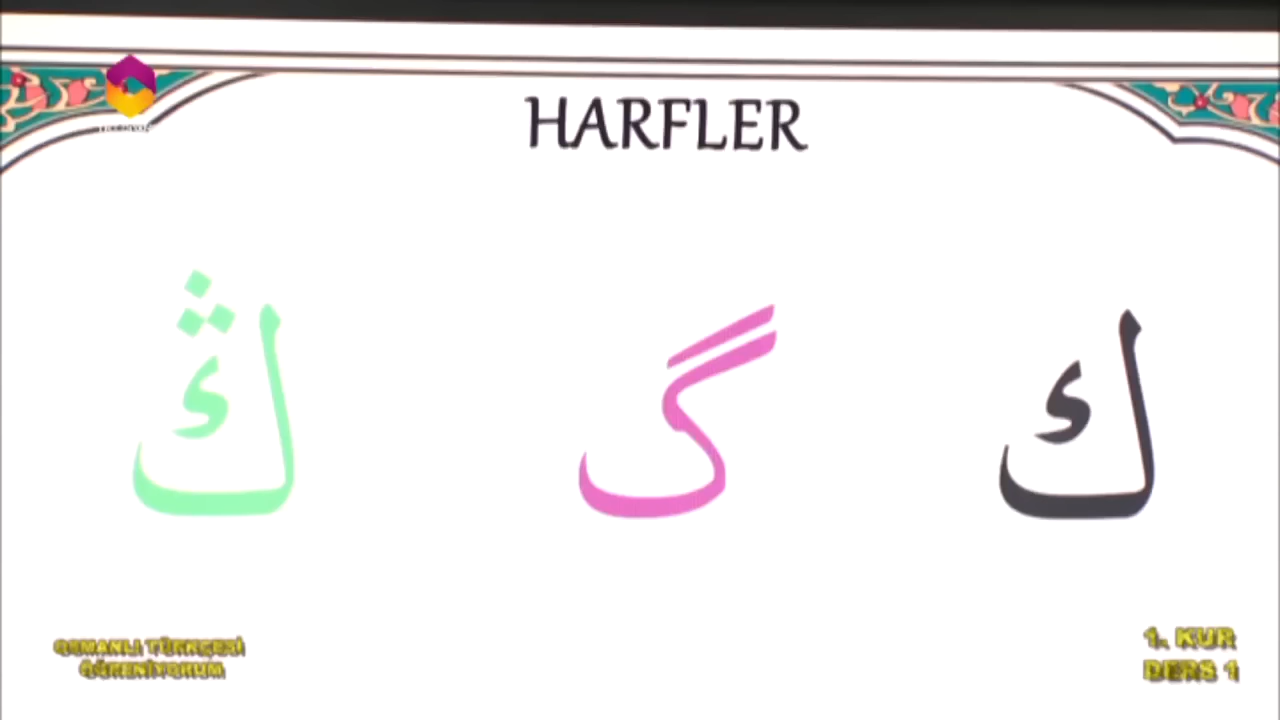 HARFLER
ك گ ڭ
OSMANLI TÜRKÇESİ
ÖĞRENİYORUM
1. KUR
DERS 1